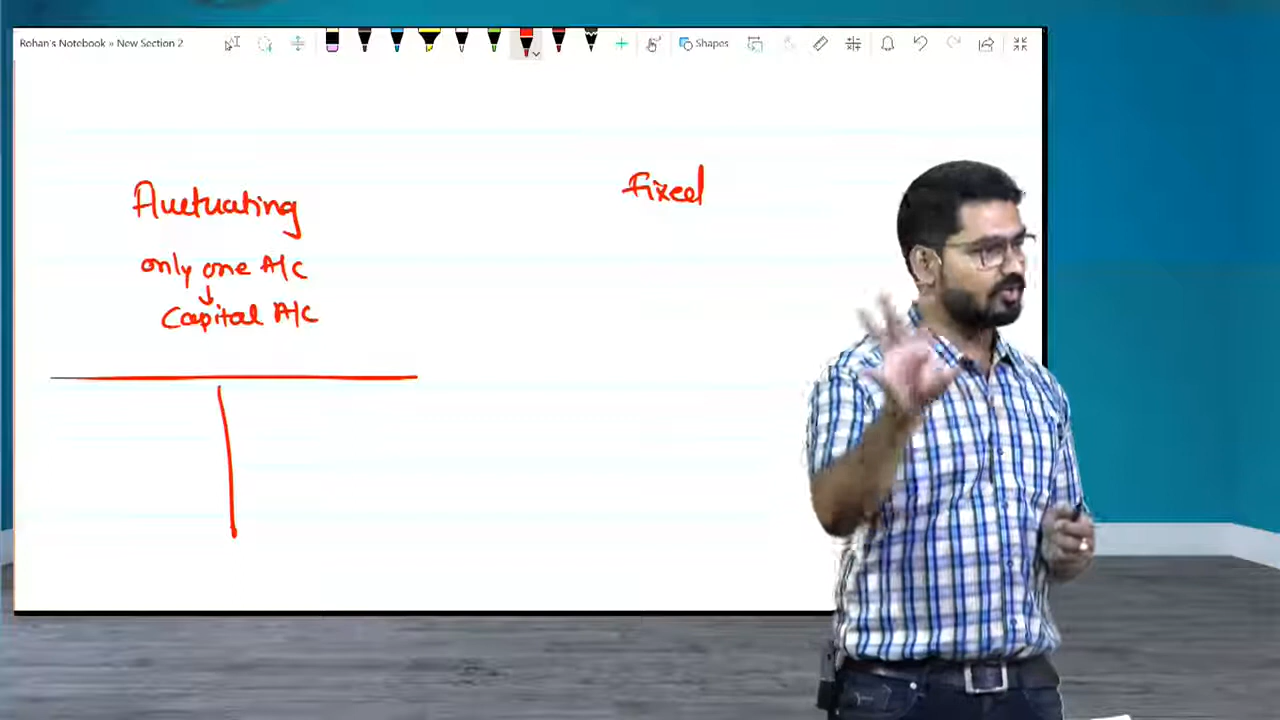 Rohan's Notebook » New Section 2
Shapes
Fluctuating
only one A/C
Capital A/C
Fixed